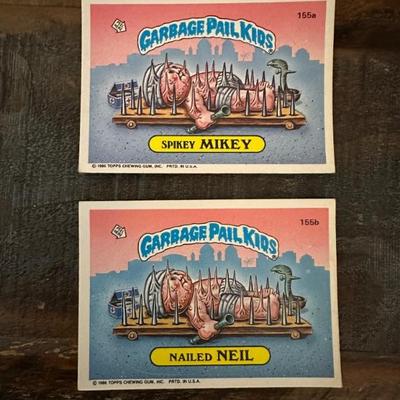 155a
GARBAGE PAIL KIDS
SPIKEY MIKEY
© 1986 TOPPS CHEWING GUM, INC. PRTD. IN U.S.A.
155b
GARBAGE PAIL KIDS
NAILED NEIL
© 1986 TOPPS CHEWING GUM, INC. PRTD. IN U.S.A.